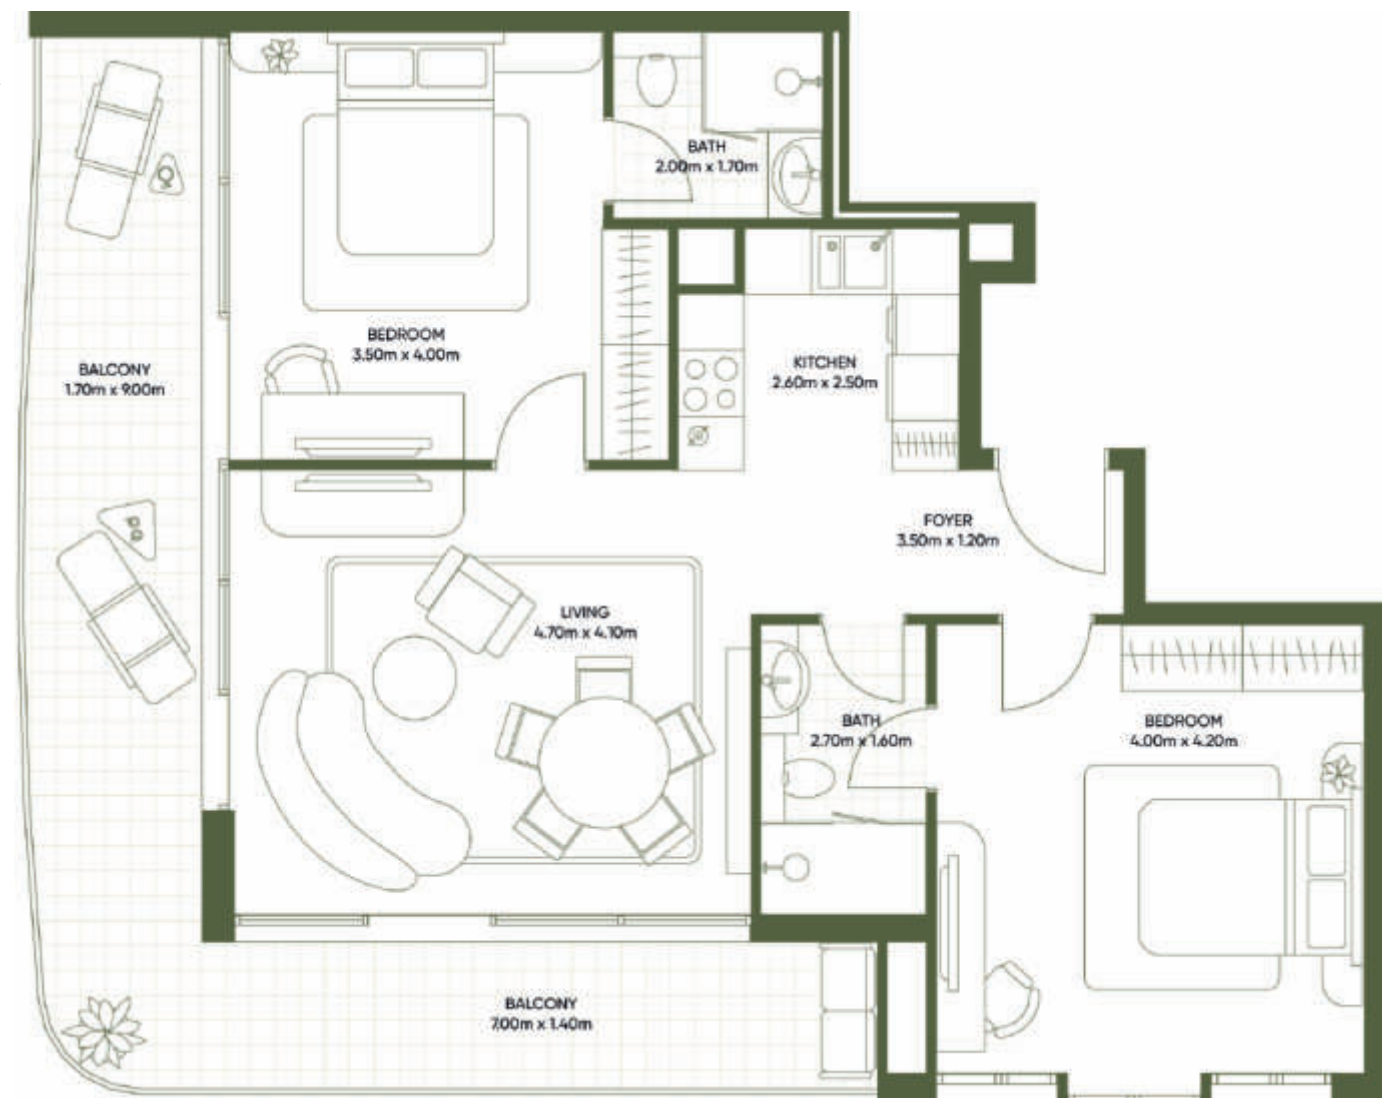 BATH
2.00m x 1.70m
BEDROOM
3.50m x 4.00m
BALCONY
1.70m x 9.00m
KITCHEN
2.60m x 2.50m
FOYER
3.50m x 1.20m
LIVING
4.70m x 4.10m
BATH
2.70m x 1.60m
BEDROOM
4.00m x 4.20m
BALCONY
7.00m x 1.40m